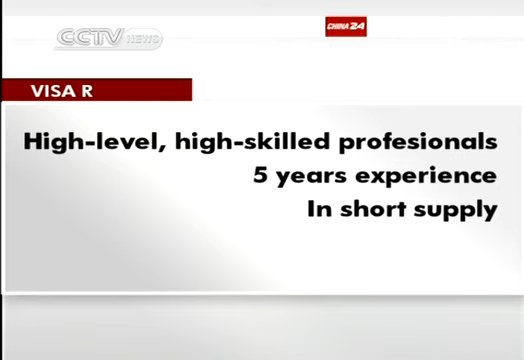 CCTV NEWS
CHINA 24
VISA R
High-level, high-skilled profesionals
5 years experience
In short supply